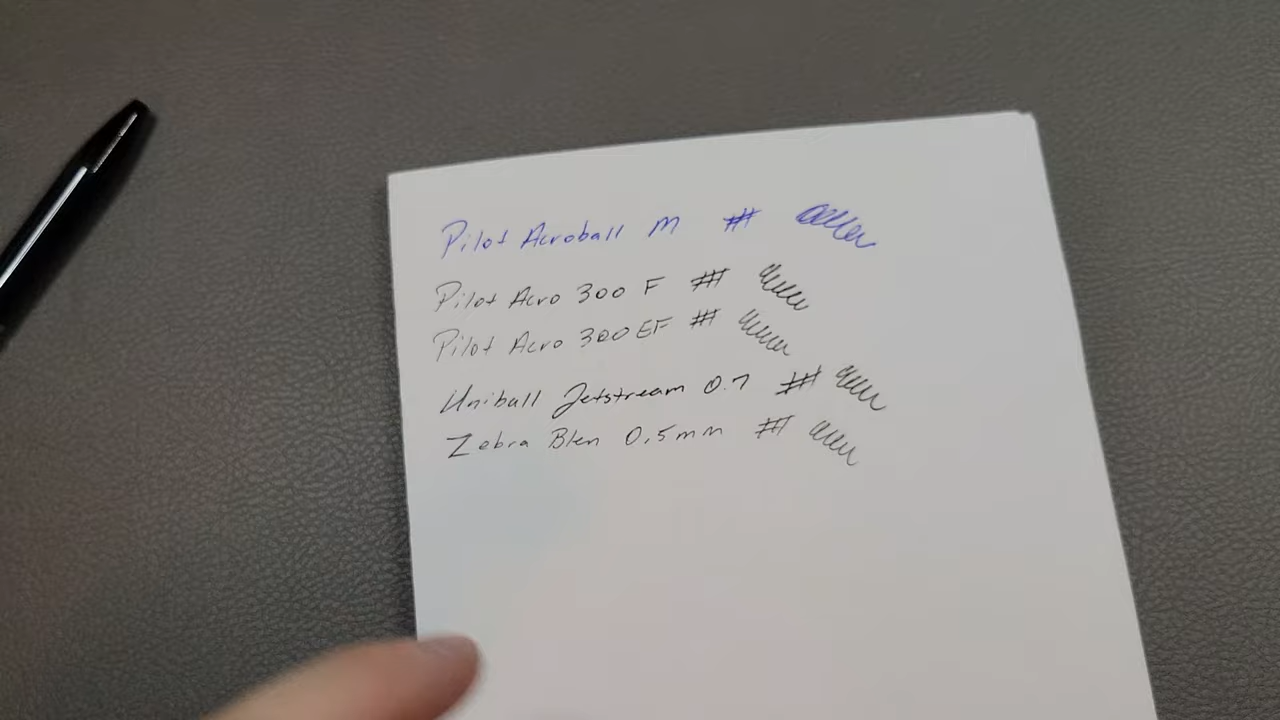 Pilot Acroball M #
Pilot Acro 300 F #
Pilot Acro 300 EF #
Uniball Jetstream 0.7 #
Zebra Blen 0.5mm #